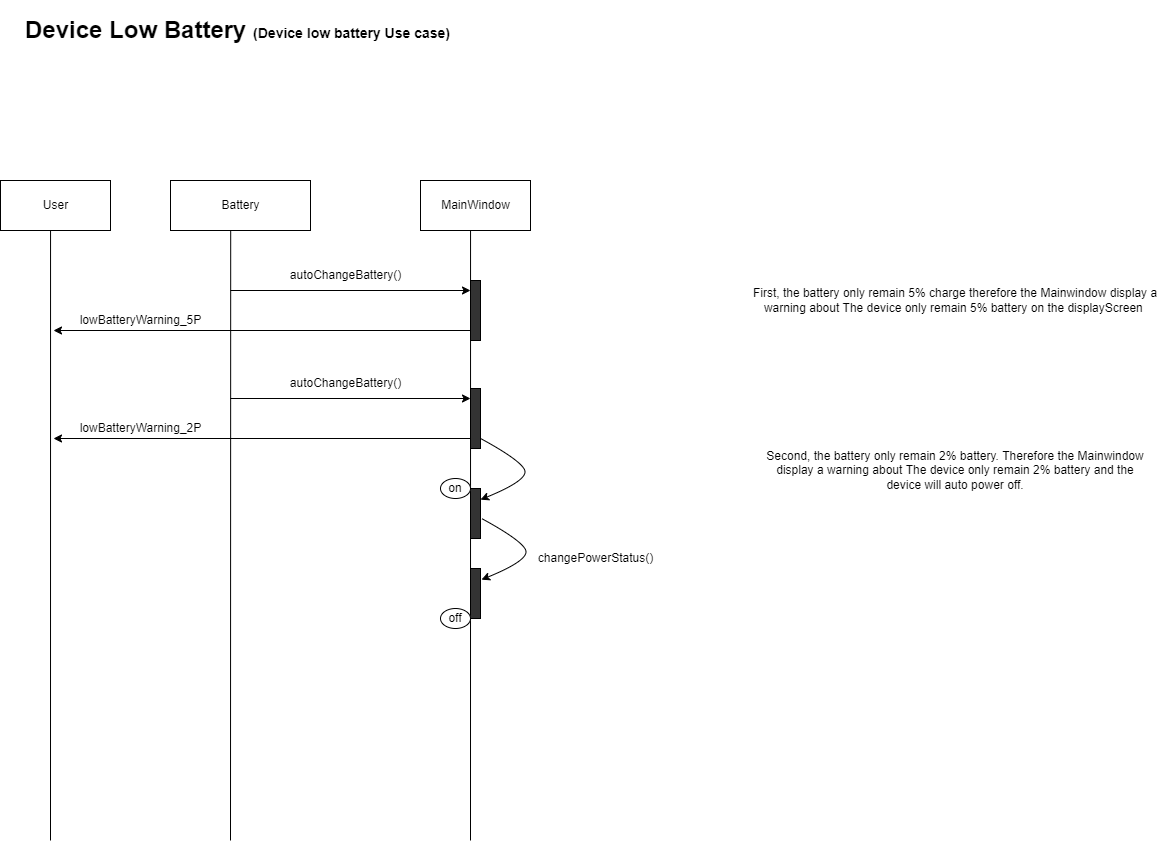 Device Low Battery (Device low battery Use case)
User
Battery
MainWindow
autoChangeBattery()
First, the battery only remain 5% charge therefore the Mainwindow display a
warning about The device only remain 5% battery on the displayScreen
lowBatteryWarning_5P
autoChangeBattery()
lowBatteryWarning_2P
Second, the battery only remain 2% battery. Therefore the Mainwindow
display a warning about The device only remain 2% battery and the
device will auto power off.
on
changePowerStatus()
off